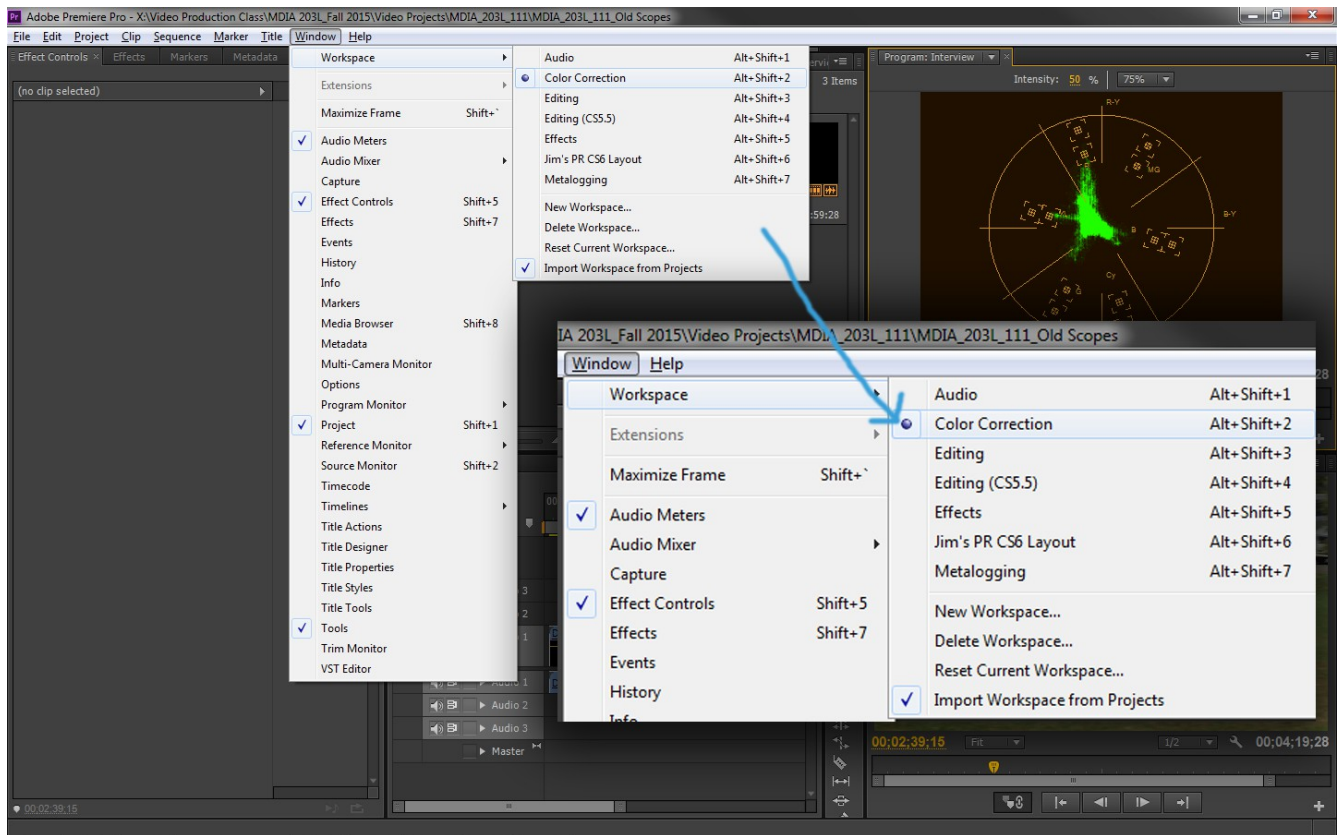 Pr Adobe Premiere Pro - X:\Video Production Class\MDIA 203L_Fall 2015\Video Projects\MDIA_203L_111\MDIA_203L_111_Old Scopes
File Edit Project Clip Sequence Marker Title Window Help
Effect Controls Effects Markers Metadata
(no clip selected)
Workspace
Extensions
Maximize Frame Shift+`
Audio Meters
Audio Mixer
Capture
Effect Controls Shift+5
Effects Shift+7
Events
History
Info
Markers
Media Browser Shift+8
Metadata
Multi-Camera Monitor
Options
Program Monitor
Project Shift+1
Reference Monitor
Source Monitor Shift+2
Timecode
Timelines
Title Actions
Title Designer
Title Properties
Title Styles
Title Tools
Tools
Trim Monitor
VST Editor
Audio Alt+Shift+1
Color Correction Alt+Shift+2
Editing Alt+Shift+3
Editing (CS5.5) Alt+Shift+4
Effects Alt+Shift+5
Jim's PR CS6 Layout Alt+Shift+6
Metalogging Alt+Shift+7
New Workspace...
Delete Workspace...
Reset Current Workspace...
Import Workspace from Projects
3 Items
:59:28
Program: Interview
Intensity: 50 % 75%
R-Y
MG
B-Y
B
Cy
G
IA 203L_Fall 2015\Video Projects\MDIA_203L_111\MDIA_203L_111_Old Scopes
Window Help
Workspace
Extensions
Maximize Frame Shift+`
Audio Meters
Audio Mixer
Capture
Effect Controls Shift+5
Effects Shift+7
Events
History
Info
Audio Alt+Shift+1
Color Correction Alt+Shift+2
Editing Alt+Shift+3
Editing (CS5.5) Alt+Shift+4
Effects Alt+Shift+5
Jim's PR CS6 Layout Alt+Shift+6
Metalogging Alt+Shift+7
New Workspace...
Delete Workspace...
Reset Current Workspace...
Import Workspace from Projects
28
3
2
1
Audio 1
Audio 2
Audio 3
Master
00;02;39;15 Fit 1/2 00;04;19;28
00;02;39;15